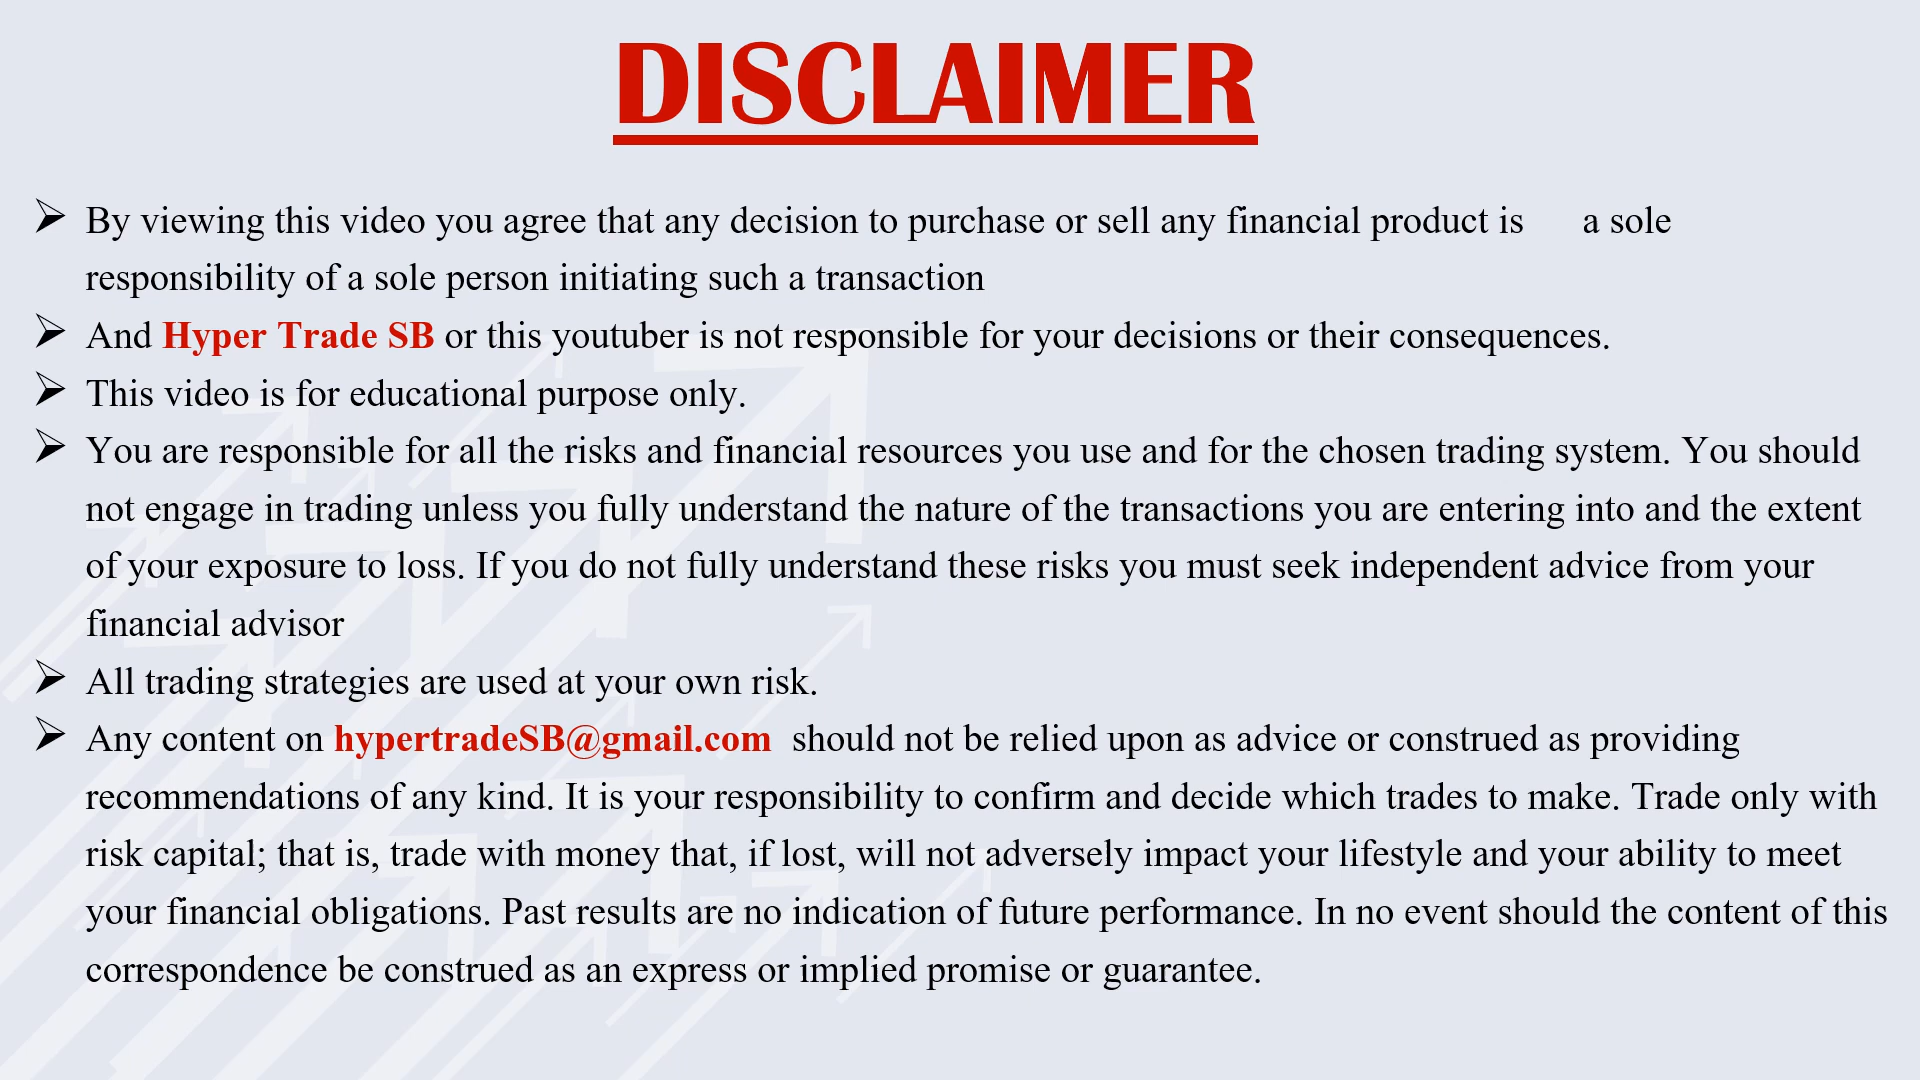 DISCLAIMER
➢ By viewing this video you agree that any decision to purchase or sell any financial product is a sole
responsibility of a sole person initiating such a transaction
➢ And Hyper Trade SB or this youtuber is not responsible for your decisions or their consequences.
➢ This video is for educational purpose only.
➢ You are responsible for all the risks and financial resources you use and for the chosen trading system. You should
not engage in trading unless you fully understand the nature of the transactions you are entering into and the extent
of your exposure to loss. If you do not fully understand these risks you must seek independent advice from your
financial advisor
➢ All trading strategies are used at your own risk.
➢ Any content on hypertradeSB@gmail.com should not be relied upon as advice or construed as providing
recommendations of any kind. It is your responsibility to confirm and decide which trades to make. Trade only with
risk capital; that is, trade with money that, if lost, will not adversely impact your lifestyle and your ability to meet
your financial obligations. Past results are no indication of future performance. In no event should the content of this
correspondence be construed as an express or implied promise or guarantee.